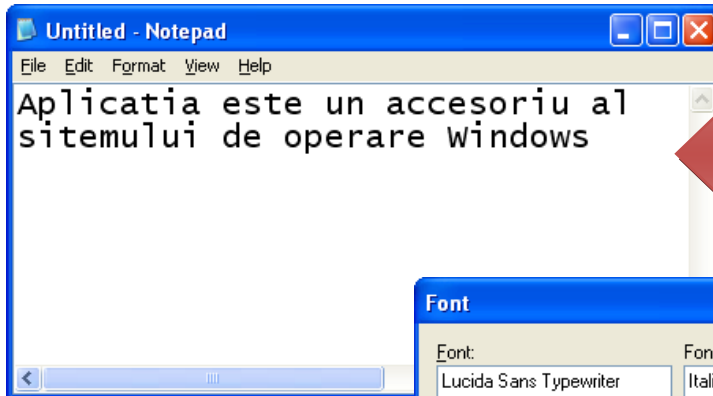 Untitled - Notepad
File Edit Format View Help
Aplicatia este un accesoriu al
sitemului de operare Windows
Font
Font:
Lucida Sans Typewriter